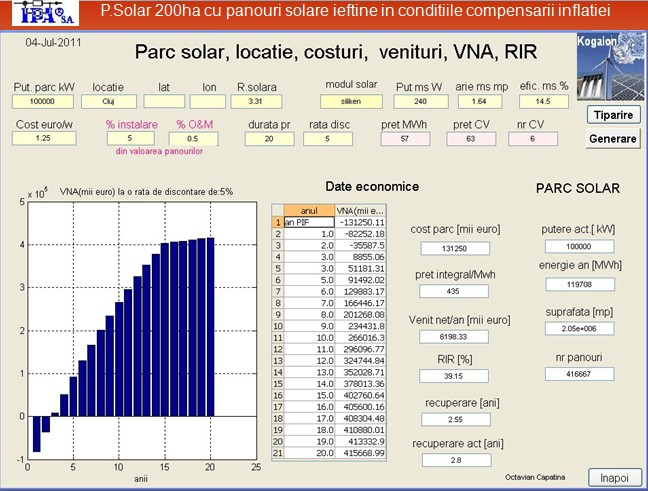 P.Solar 200ha cu panouri solare ieftine in conditiile compensarii inflatiei
IPA SA
04-Jul-2011
Parc solar, locatie, costuri, venituri, VNA, RIR
Kogaion
Put. parc kW locatie lat lon R.solara modul solar Put ms W arie ms mp efic. ms %
100000 Cluj 3.31 siliken 240 1.64 14.5
Tiparire
Cost euro/w % instalare % O&M durata pr rata disc pret MWh pret CV nr CV
1.25 5 0.5 20 5 57 63 6
Generare
din valoarea panourilor
Date economice
PARC SOLAR
x 10^5 VNA(mii euro) la o rata de discontare de:5%
5
4
3
2
1
0
-1
0 5 10 15 20 25
anii
anul VNA(mii e...
1 an PIF -131250.11
2 1.0 -82252.18
3 2.0 -35587.5
4 3.0 8855.06
5 3.0 51181.31
6 5.0 91492.02
7 6.0 129883.17
8 7.0 166446.17
9 8.0 201268.08
10 9.0 234431.8
11 10.0 266016.3
12 11.0 296096.77
13 12.0 324744.84
14 13.0 352028.71
15 14.0 378013.36
16 15.0 402760.64
17 16.0 405600.16
18 17.0 408304.48
19 18.0 410880.01
20 19.0 413332.9
21 20.0 415668.99
cost parc [mii euro]
131250
pret integral/Mwh
435
Venit net/an [mii euro]
6198.33
RIR [%]
39.15
recuperare [ani]
2.55
recuperare act [ani]
2.8
putere act.[ kW]
100000
energie an [MWh]
119708
suprafata [mp]
2.05e+006
nr panouri
416667
Octavian Capatina
Inapoi